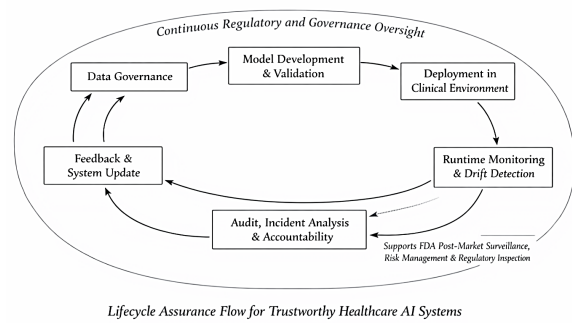 Continuous Regulatory and Governance Oversight
Data Governance
Model Development
& Validation
Deployment in
Clinical Environment
Feedback &
System Update
Runtime Monitoring
& Drift Detection
Audit, Incident Analysis
& Accountability
Supports FDA Post-Market Surveillance,
Risk Management & Regulatory Inspection
Lifecycle Assurance Flow for Trustworthy Healthcare AI Systems